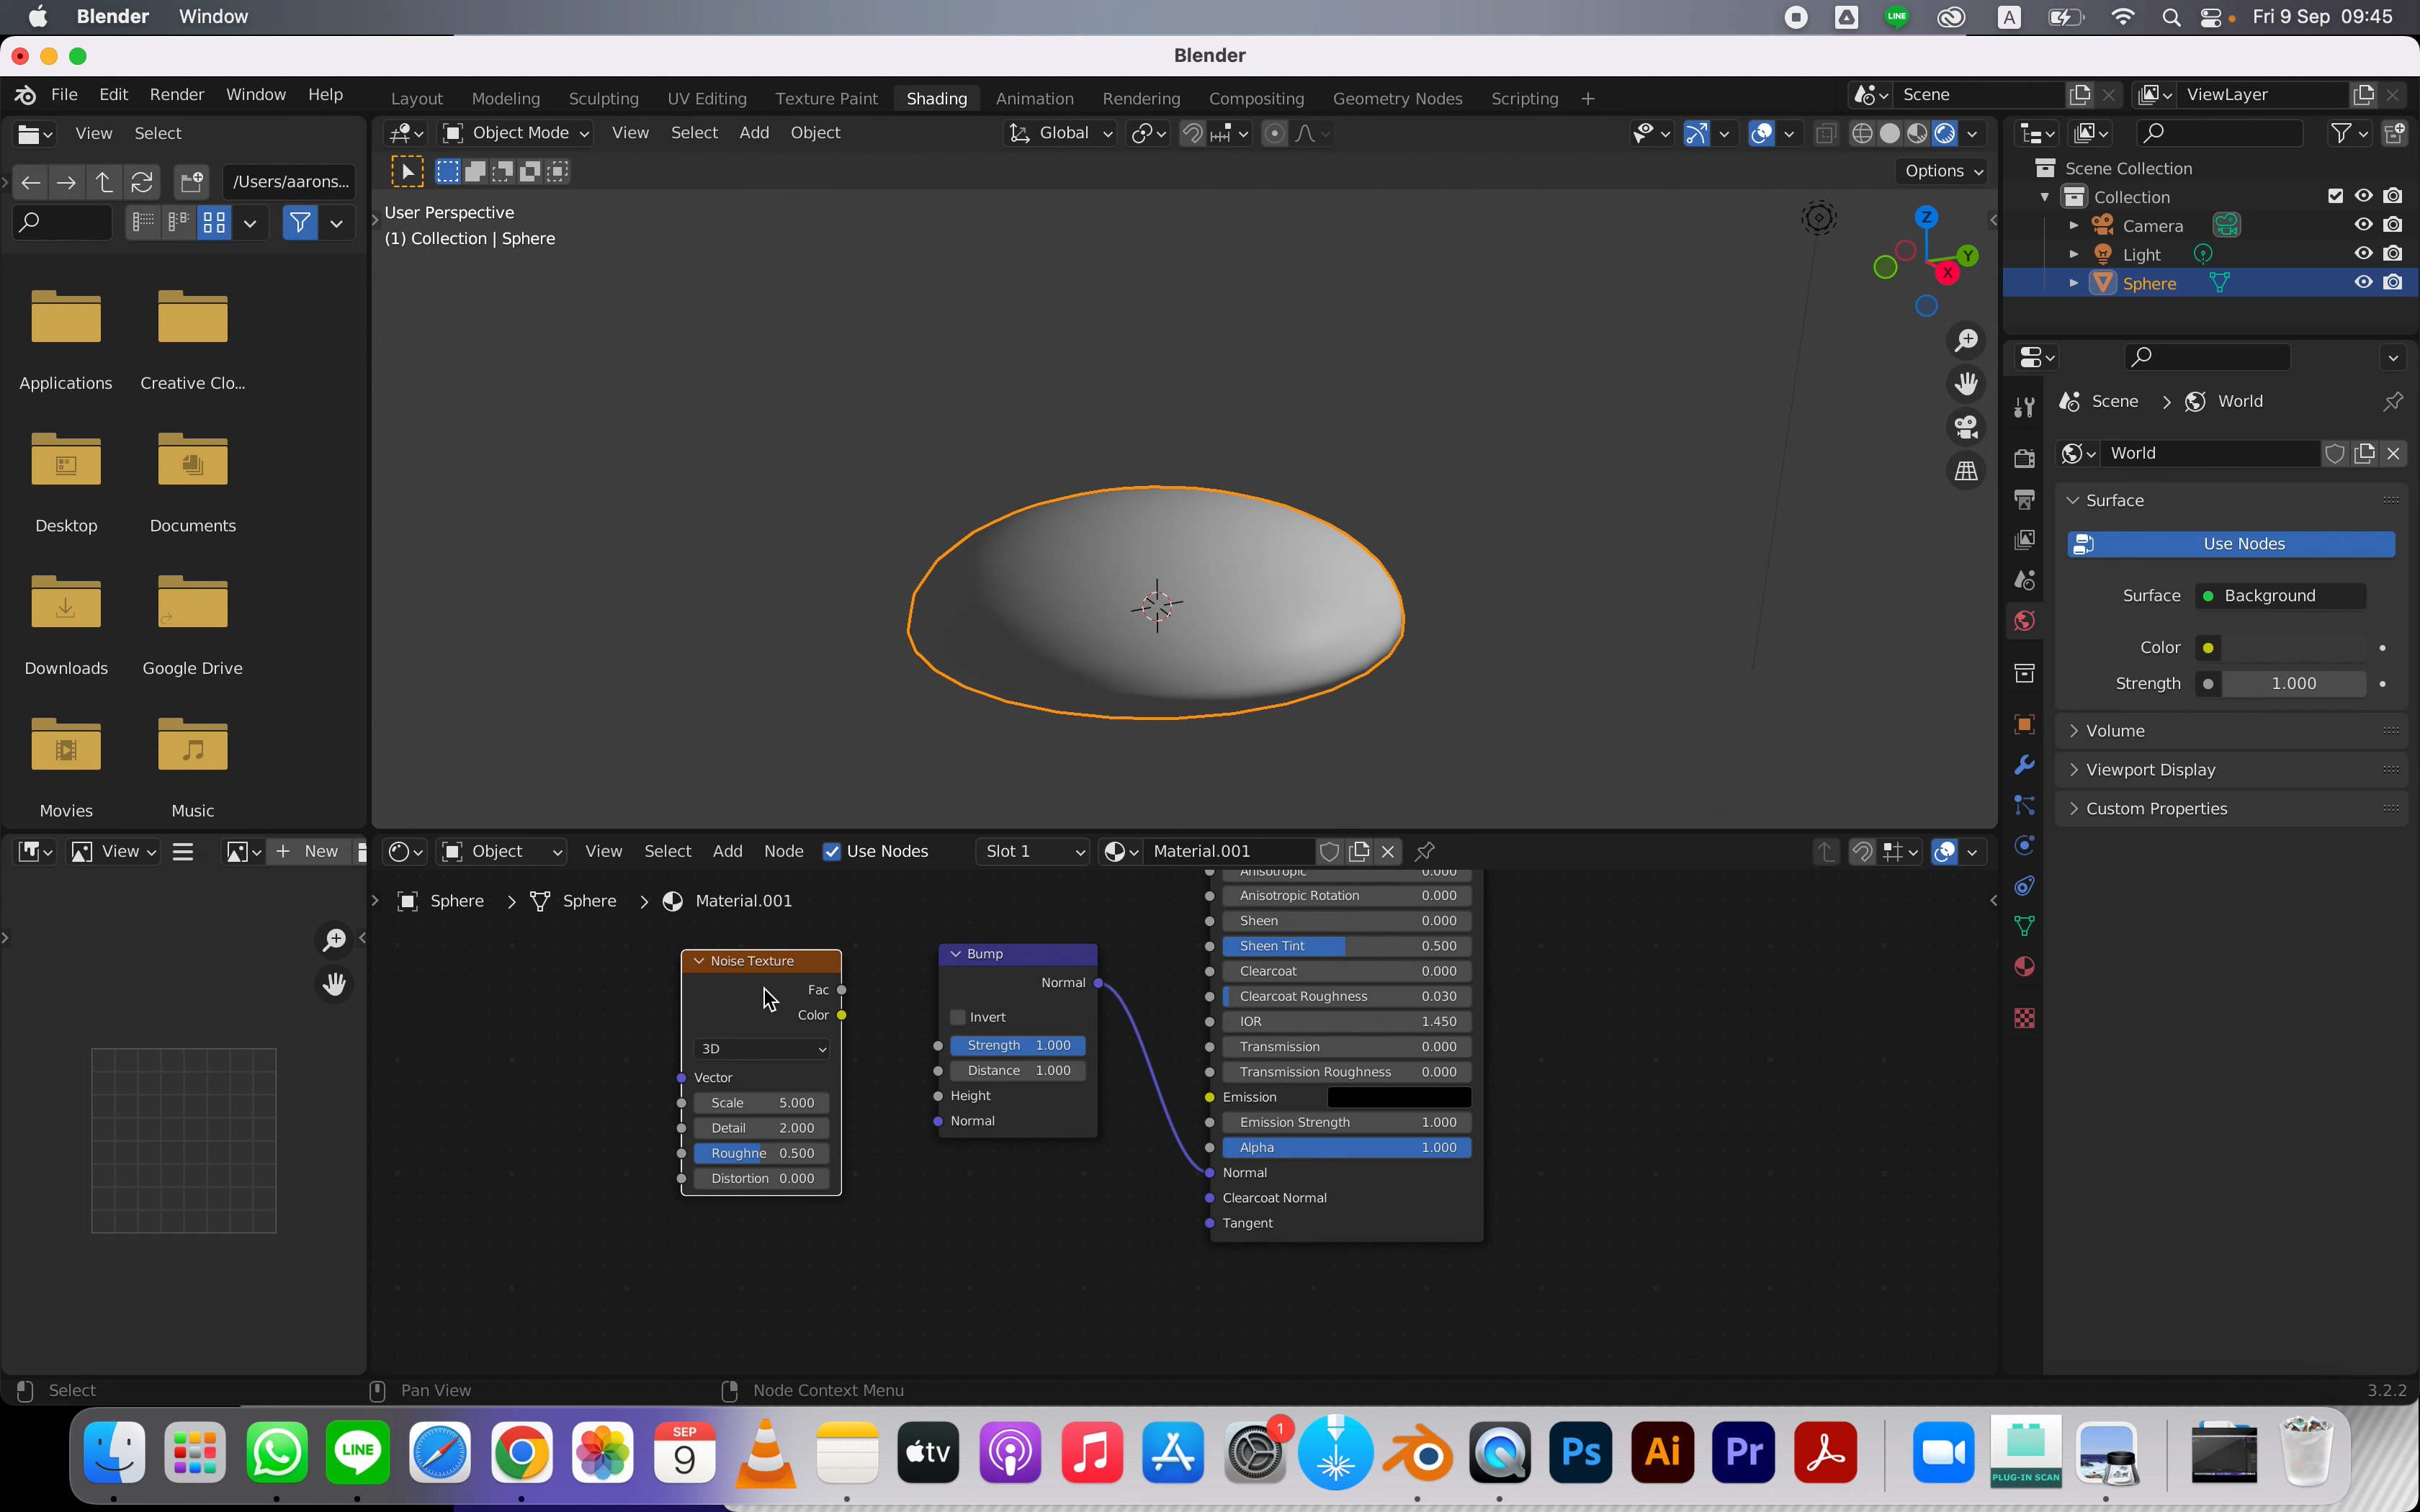 Blender Window Fri 9 Sep 09:45
Blender
File Edit Render Window Help Layout Modeling Sculpting UV Editing Texture Paint Shading Animation Rendering Compositing Geometry Nodes Scripting + Scene ViewLayer
View Select Object Mode View Select Add Object Global
/Users/aarons... Options
User Perspective
(1) Collection | Sphere
Z
Y
X
Scene Collection
Collection
Camera
Light
Sphere
Applications Creative Clo...
Desktop Documents
Downloads Google Drive
Movies Music
Scene > World
World
Surface
Use Nodes
Surface Background
Color
Strength 1.000
Volume
Viewport Display
Custom Properties
View + New Object View Select Add Node Use Nodes Slot 1 Material.001
Sphere > Sphere > Material.001
Noise Texture
Fac
Color
3D
Vector
Scale 5.000
Detail 2.000
Roughne 0.500
Distortion 0.000
Bump
Normal
Invert
Strength 1.000
Distance 1.000
Height
Normal
Anisotropic 0.000
Anisotropic Rotation 0.000
Sheen 0.000
Sheen Tint 0.500
Clearcoat 0.000
Clearcoat Roughness 0.030
IOR 1.450
Transmission 0.000
Transmission Roughness 0.000
Emission
Emission Strength 1.000
Alpha 1.000
Normal
Clearcoat Normal
Tangent
Select Pan View Node Context Menu 3.2.2
LINE
SEP
9
tv
1
Ps
Ai
Pr
PLUG-IN SCAN